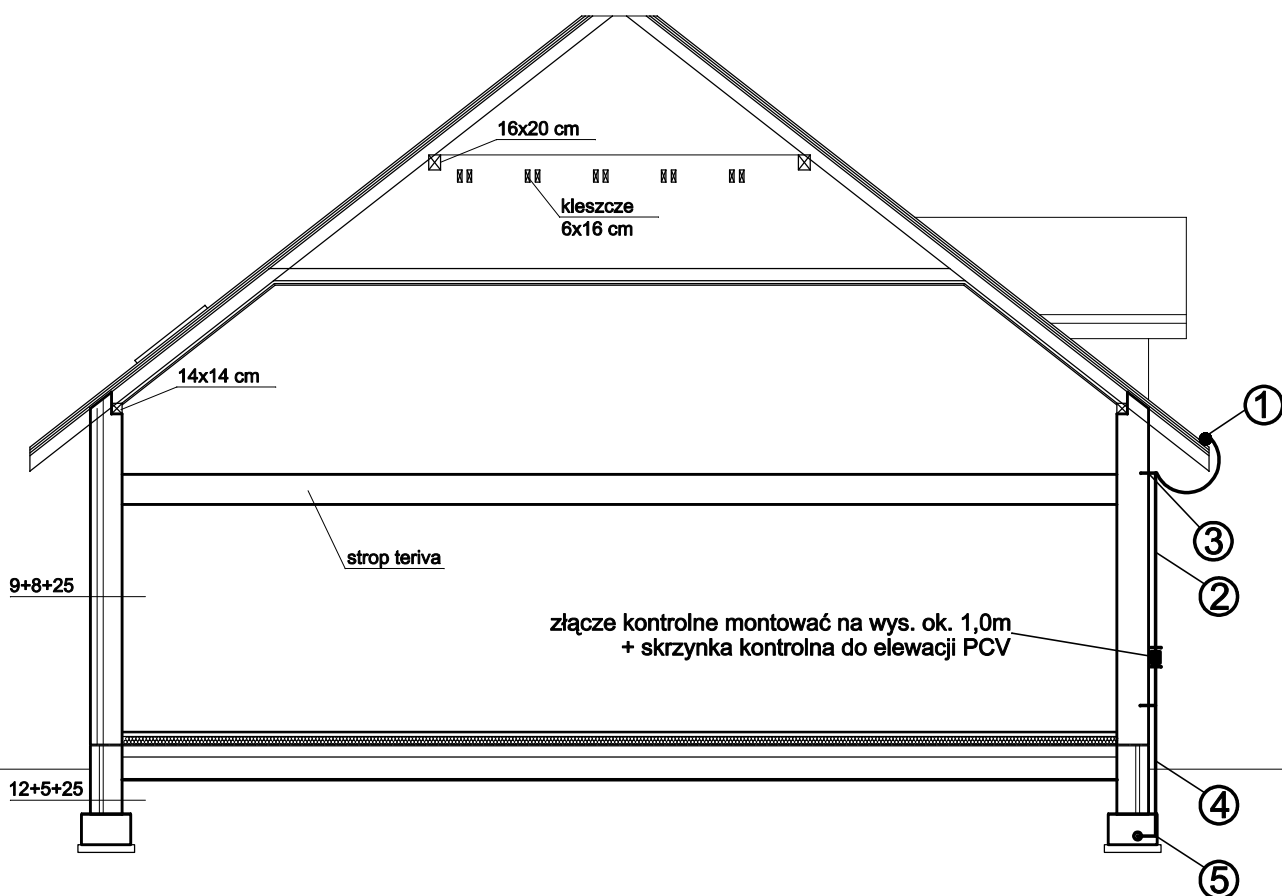 16x20 cm
kleszcze
6x16 cm
14x14 cm
1
strop teriva
3
9+8+25
2
złącze kontrolne montować na wys. ok. 1,0m
+ skrzynka kontrolna do elewacji PCV
12+5+25
4
5